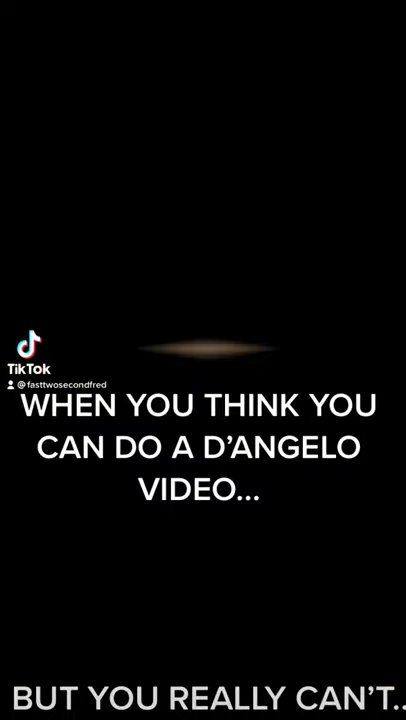 TikTok
@fasttwosecondfred
WHEN YOU THINK YOU
CAN DO A D’ANGELO
VIDEO...
BUT YOU REALLY CAN’T..